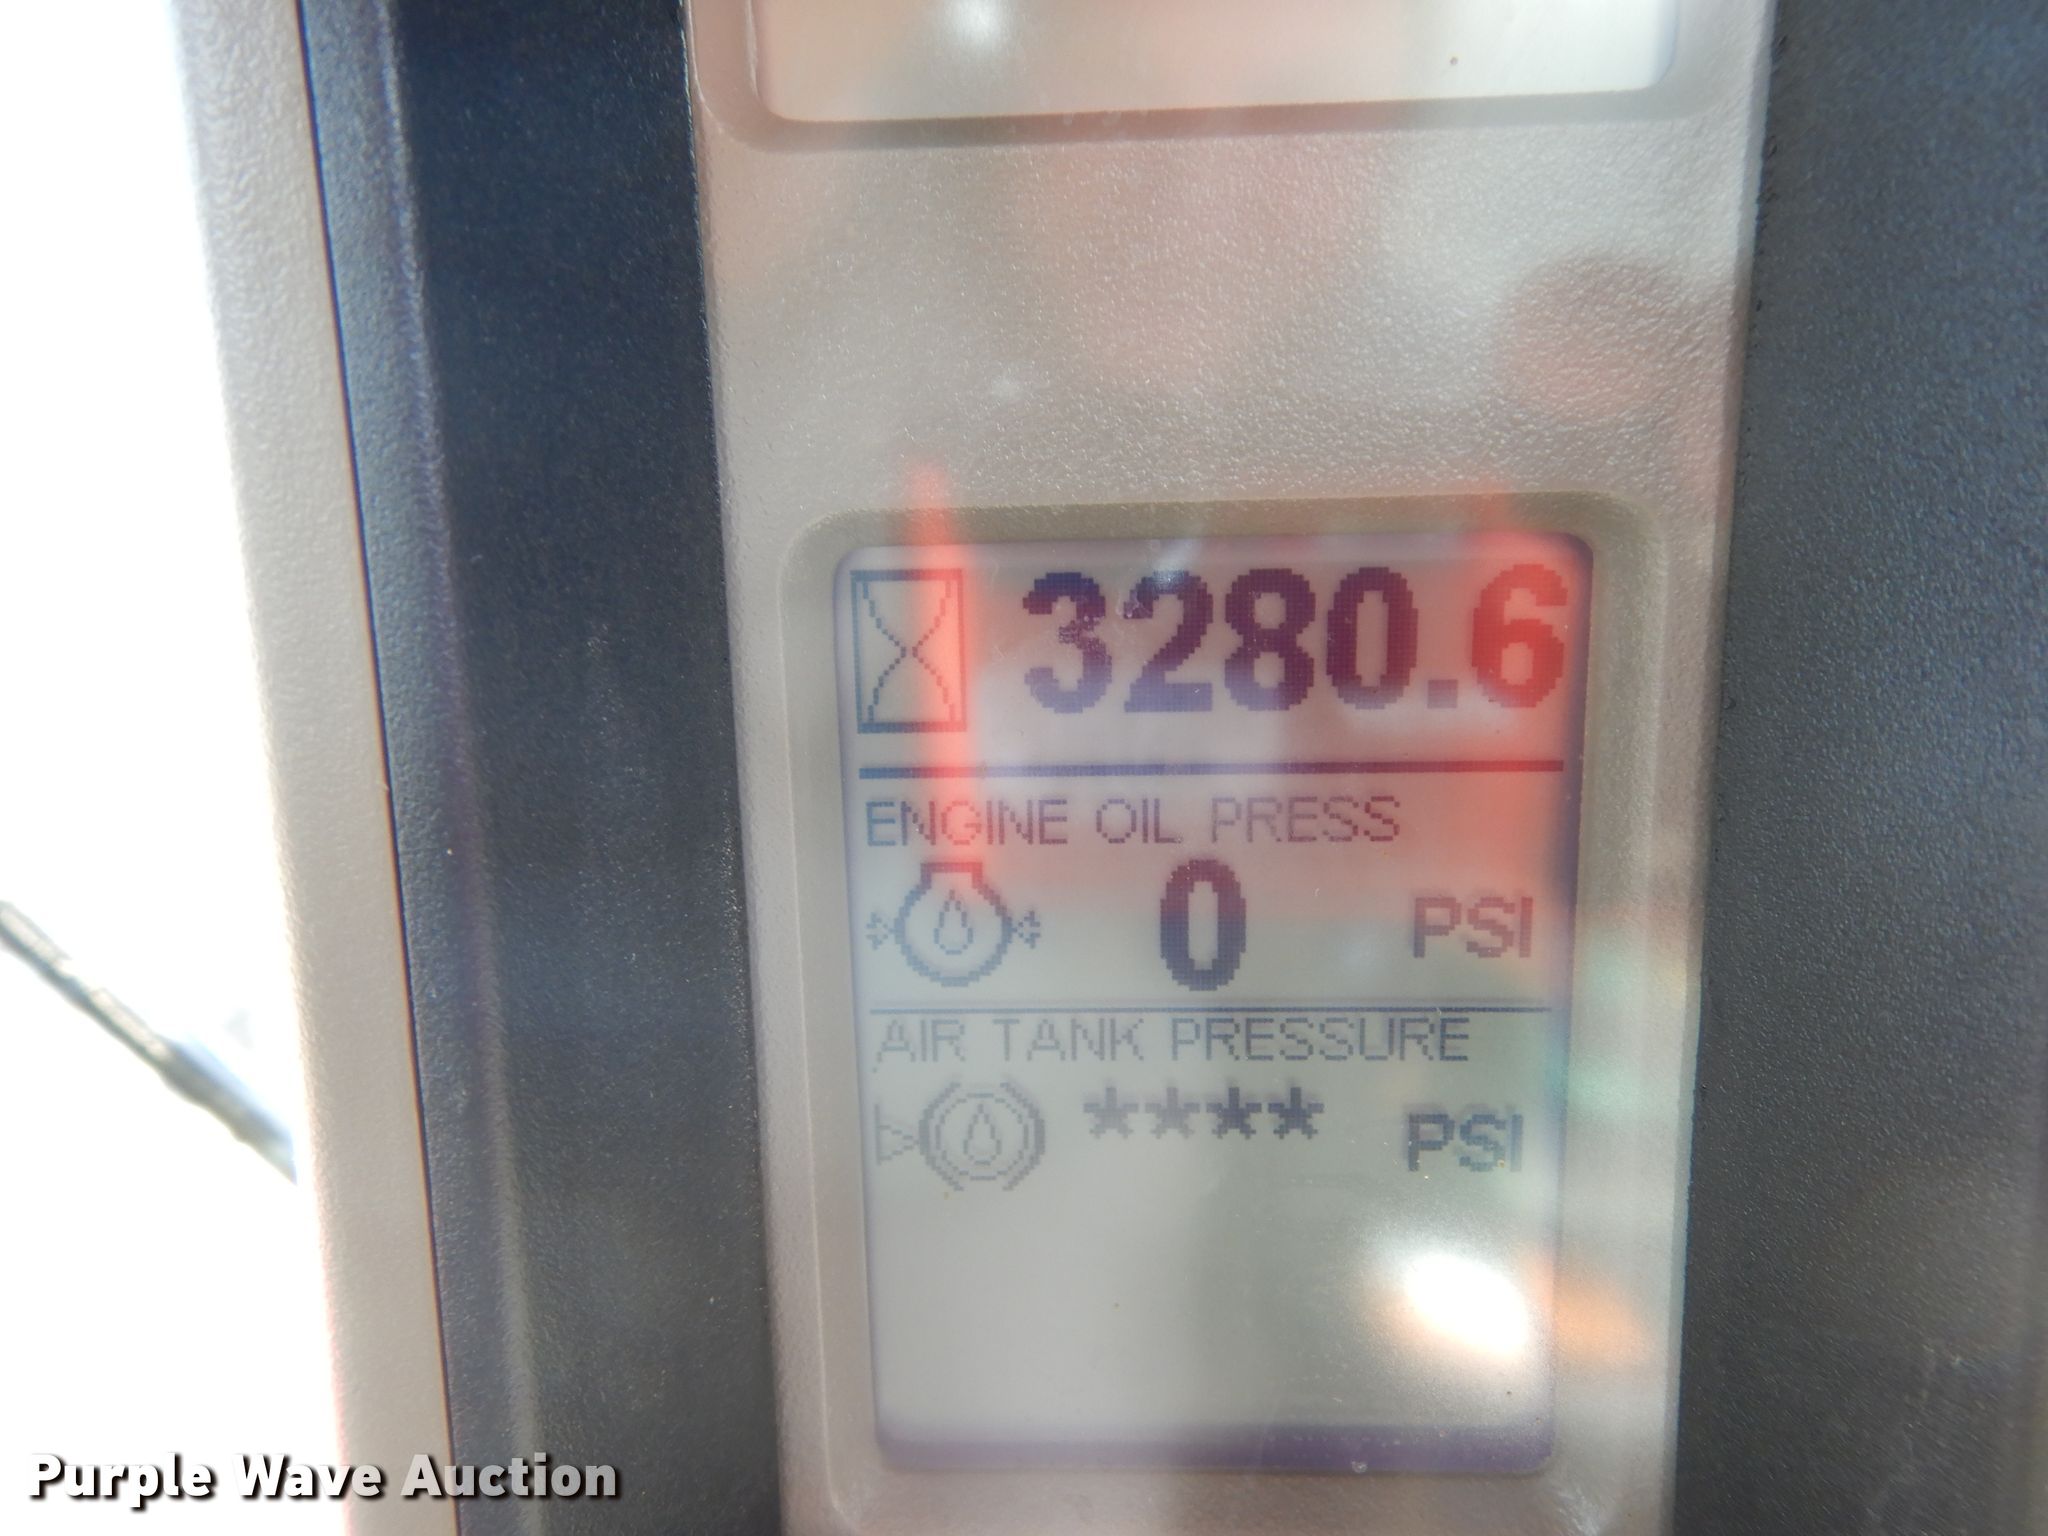 3280.6
ENGINE OIL PRESS
0 PSI
AIR TANK PRESSURE
**** PSI
Purple Wave Auction